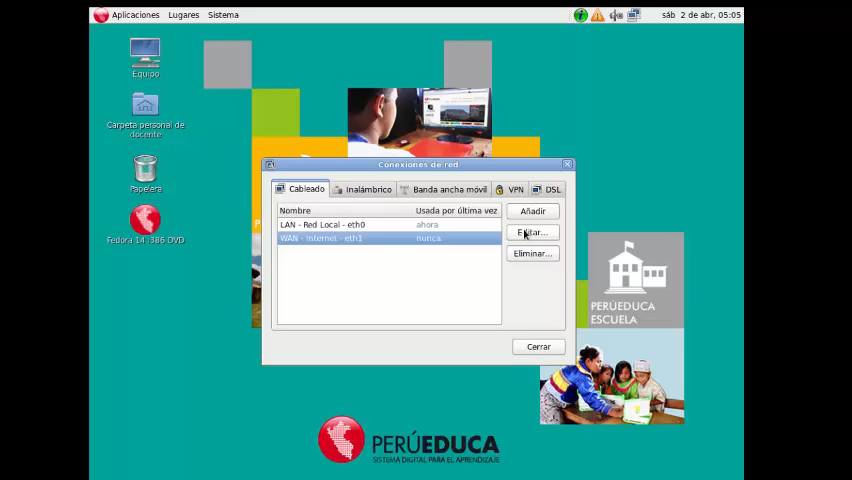 Aplicaciones Lugares Sistema
sáb 2 de abr, 05:05
Equipo
Carpeta personal de
docente
Papelera
Fedora 14 i386 DVD
Conexiones de red
Cableado
Inalámbrico
Banda ancha móvil
VPN
DSL
Nombre Usada por última vez
LAN - Red Local - eth0 ahora
WAN - Internet - eth1 nunca
Añadir
Editar...
Eliminar...
Cerrar
PERÚEDUCA
ESCUELA
PERÚEDUCA
SISTEMA DIGITAL PARA EL APRENDIZAJE